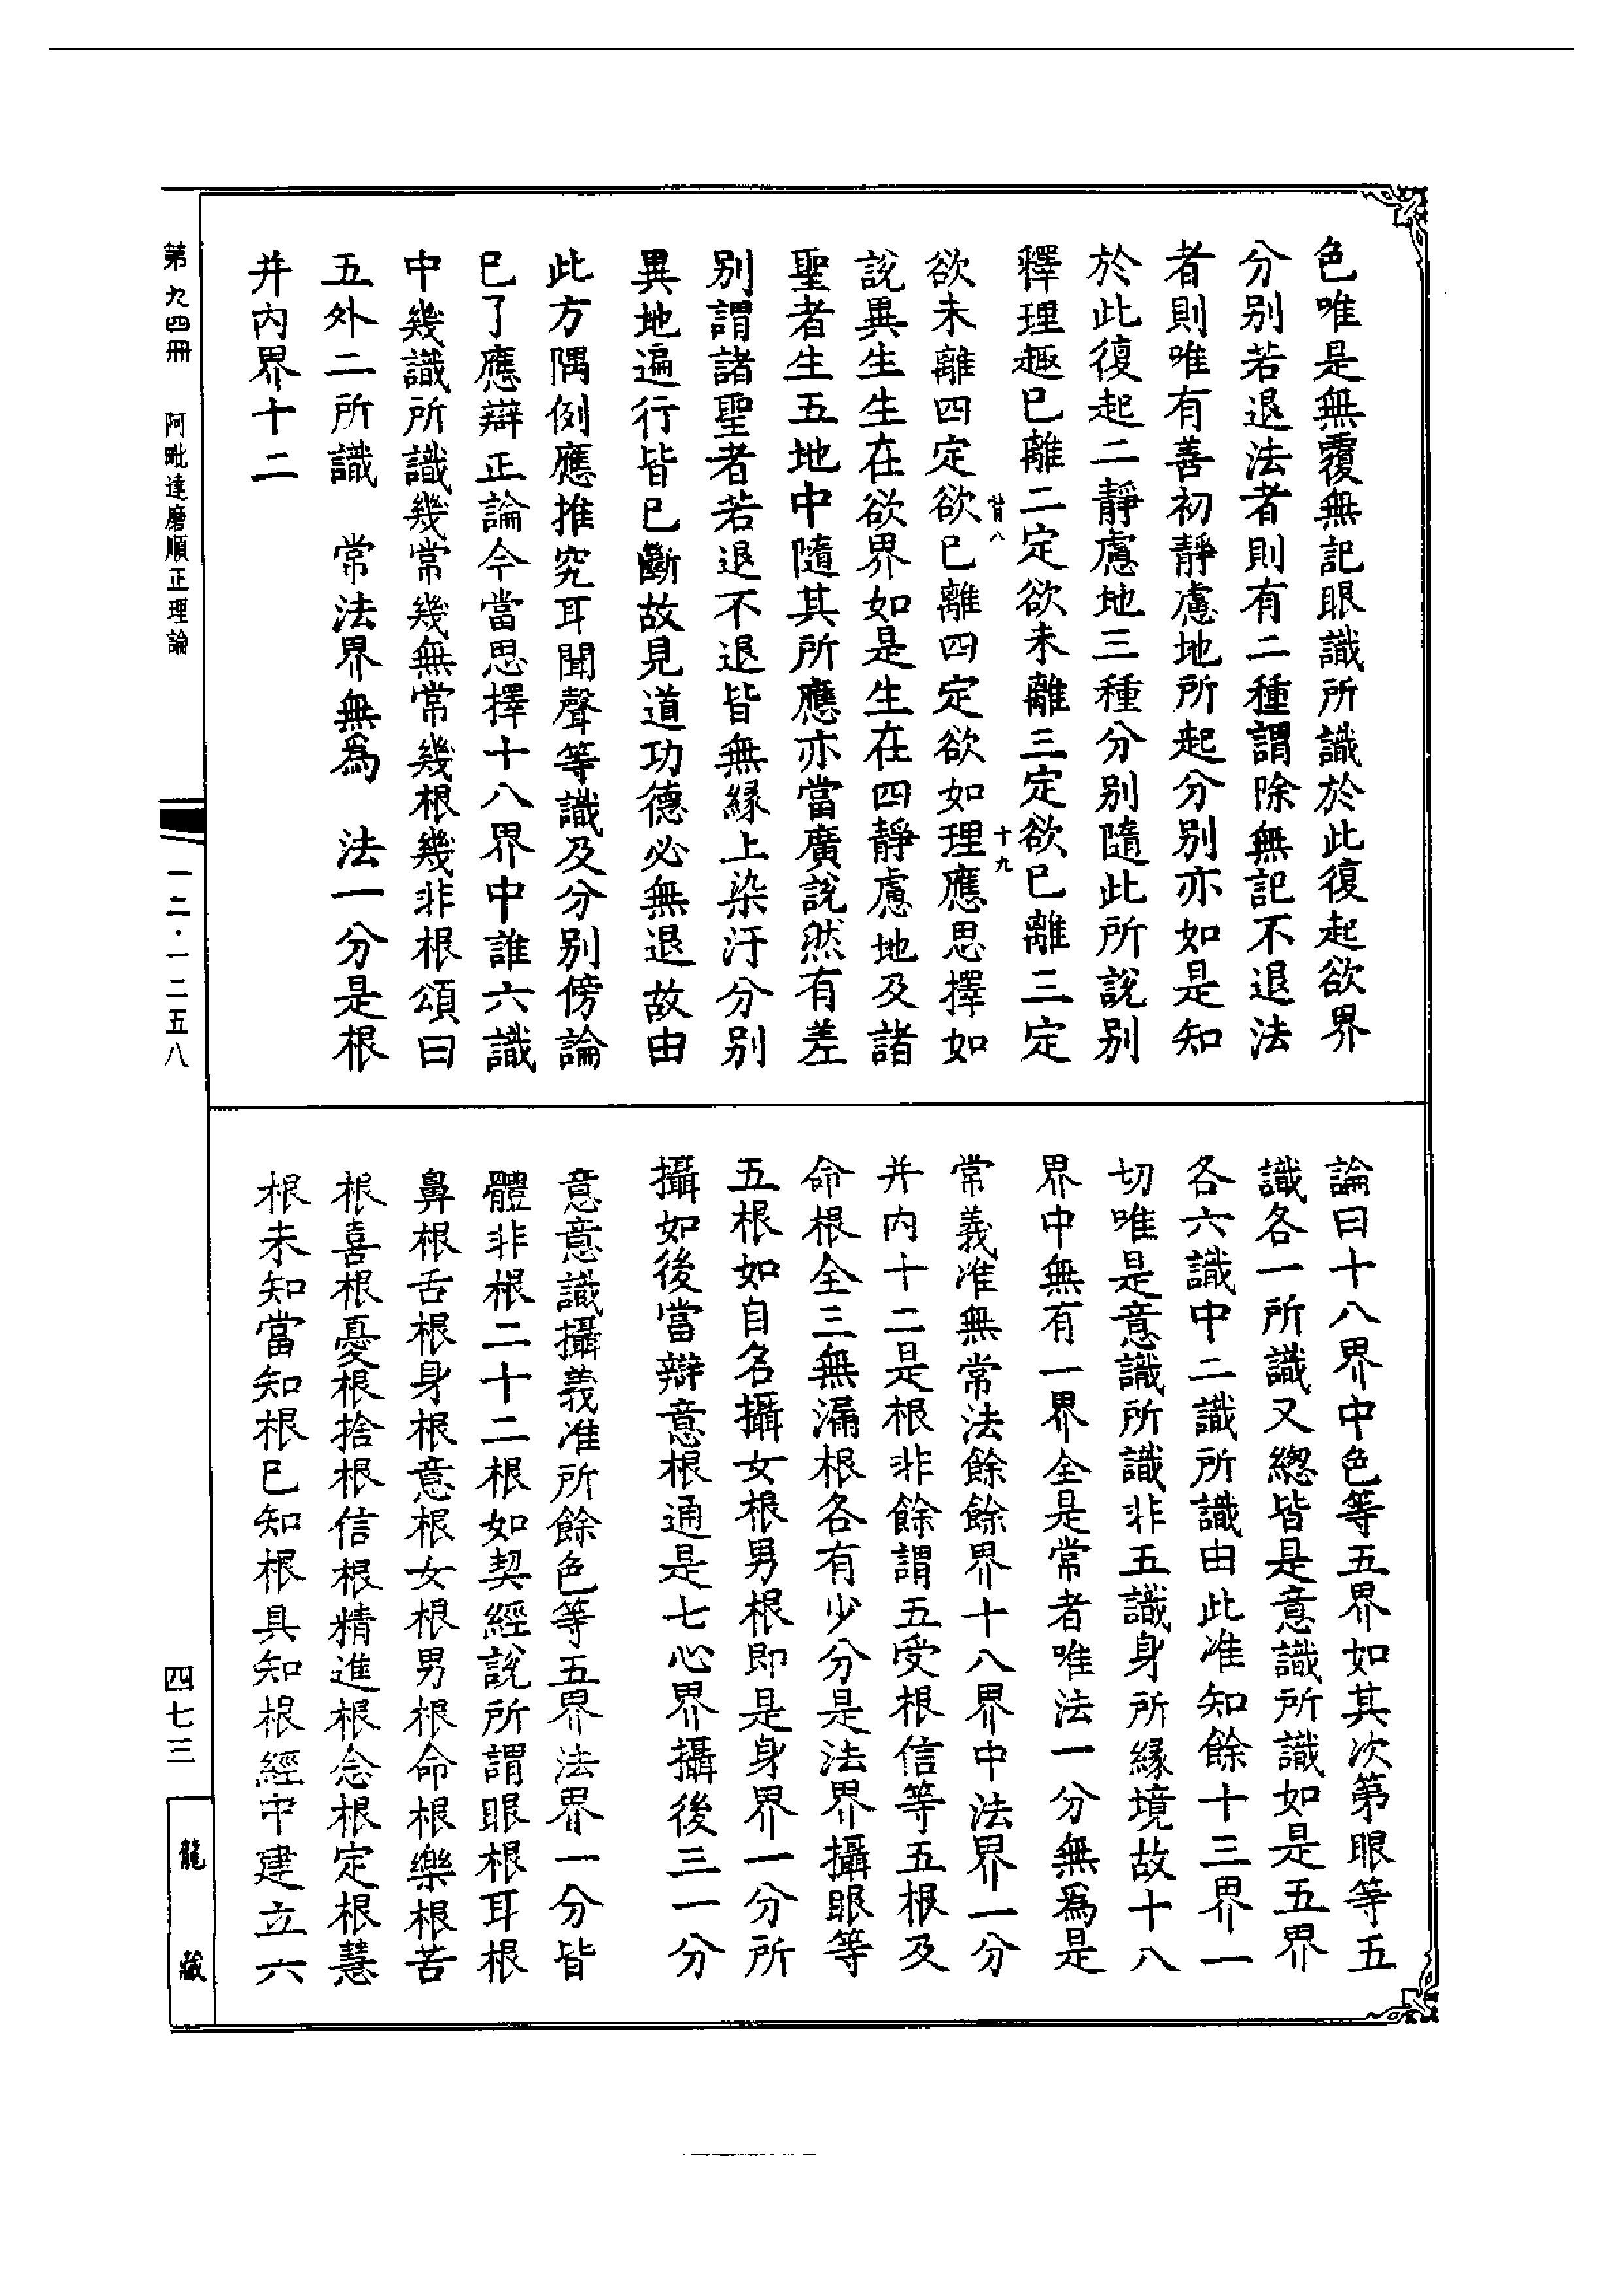 色唯是無覆無記眼識所識於此復起欲界
分別若退法者則有二種謂除無記不退法
者則唯有善初靜慮地所起分別亦如是知
於此復起二靜慮地三種分別隨此所說別
釋理趣已離二定欲未離三定欲已離三定
欲未離四定欲已離四定欲如理應思擇如
說異生生在欲界如是生在四靜慮地及諸
聖者生五地中隨其所應亦當廣說然有差
別謂諸聖者若退不退皆無緣上染汙分別
異地遍行皆已斷故見道功德必無退故由
此方隅例應推究耳聞聲等識及分別傍論
已了應辯正論今當思擇十八界中誰六識
中幾識所識幾常幾無常幾根幾非根頌曰
五外二所識　常法界無為　法一分是根
并內界十二
論曰十八界中色等五界如其次第眼等五
識各一所識又總皆是意識所識如是五界
各六識中二識所識由此准知餘十三界一
切唯是意識所識非五識身所緣境故十八
界中無有一界全是常者唯法一分無為是
常義准無常法餘餘界十八界中法界一分
并內十二是根非餘謂五受根信等五根及
命根全三無漏根各有少分是法界攝眼等
五根如自名攝女根男根即是身界一分所
攝如後當辯意根通是七心界攝後三一分
意意識攝義准所餘色等五界法界一分皆
體非根二十二根如契經說所謂眼根耳根
鼻根舌根身根意根女根男根命根樂根苦
根喜根憂根捨根信根精進根念根定根慧
根未知當知根已知根具知根經中建立六
第九四冊　阿毗達磨順正理論
一二·一二五八
四七三
龍藏
十九